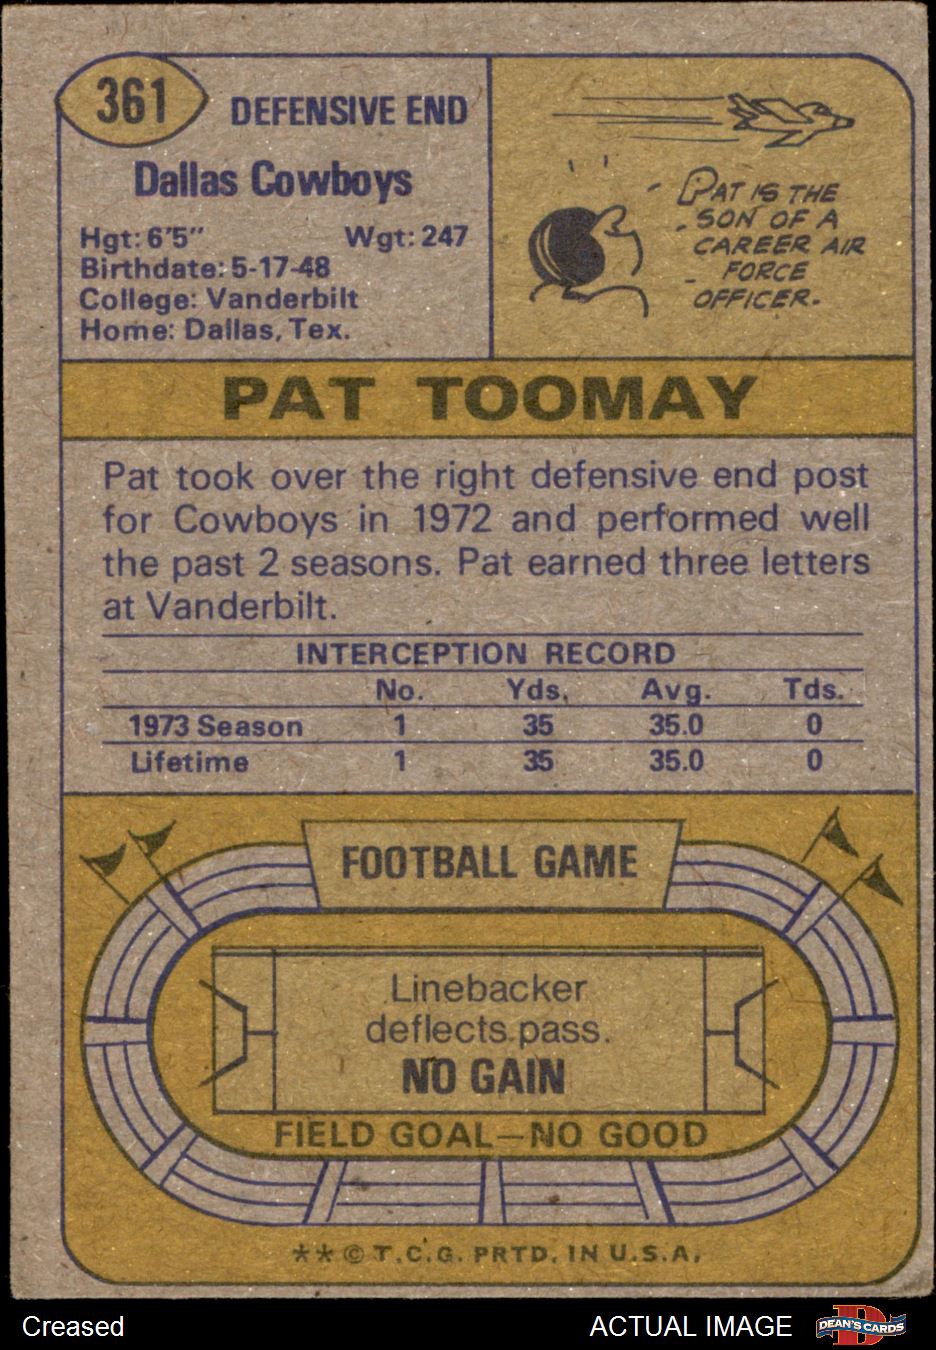 361
DEFENSIVE END
Dallas Cowboys
Hgt: 6'5" Wgt: 247
Birthdate: 5-17-48
College: Vanderbilt
Home: Dallas, Tex.
PAT IS THE
SON OF A
CAREER AIR
FORCE
OFFICER.
PAT TOOMAY
Pat took over the right defensive end post
for Cowboys in 1972 and performed well
the past 2 seasons. Pat earned three letters
at Vanderbilt.
INTERCEPTION RECORD
No. Yds. Avg. Tds.
1973 Season 1 35 35.0 0
Lifetime 1 35 35.0 0
FOOTBALL GAME
Linebacker
deflects pass.
NO GAIN
FIELD GOAL—NO GOOD
** © T.C.G. PRTD. IN U.S.A.
Creased
ACTUAL IMAGE
D
DEAN'S CARDS